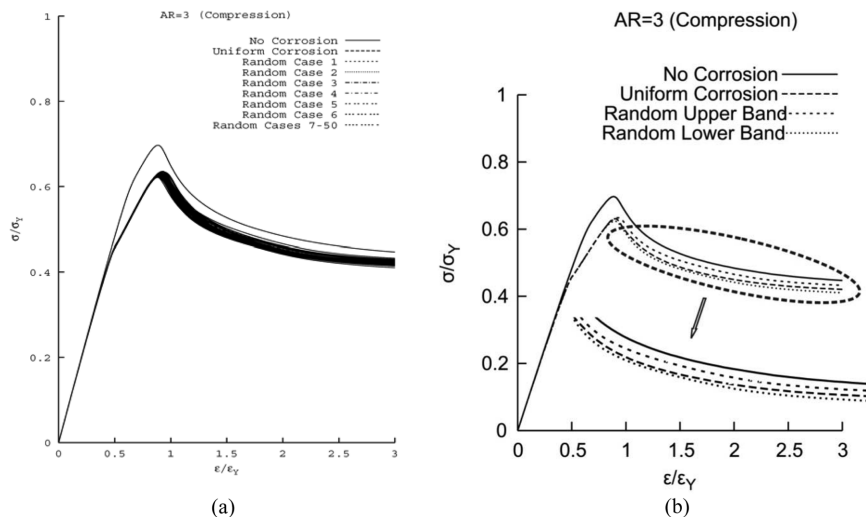 AR=3 (Compression)
No Corrosion
Uniform Corrosion
Random Case 1
Random Case 2
Random Case 3
Random Case 4
Random Case 5
Random Case 6
Random Cases 7-50
1
0.8
0.6
0.4
0.2
0
σ/σY
0 0.5 1 1.5 2 2.5 3
ε/εY
(a)
AR=3 (Compression)
No Corrosion
Uniform Corrosion
Random Upper Band
Random Lower Band
1
0.8
0.6
0.4
0.2
0
σ/σY
0 0.5 1 1.5 2 2.5 3
ε/εY
(b)